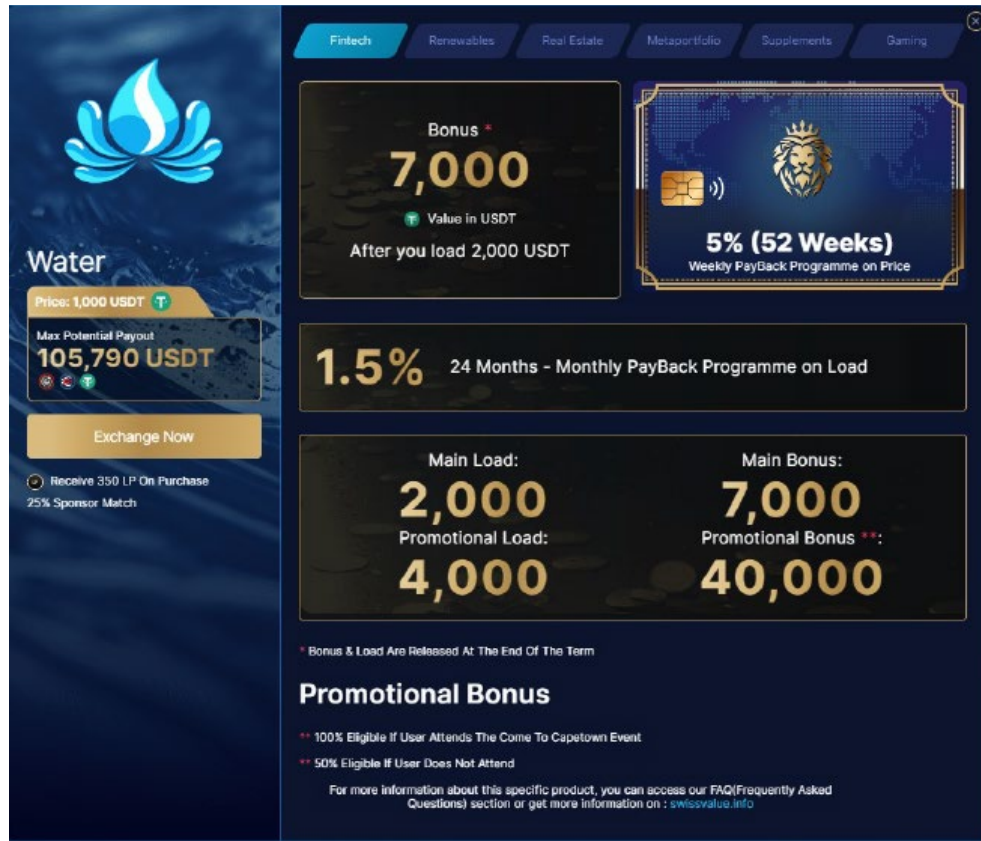 Fintech
Renewables
Real Estate
Metaportfolio
Supplements
Gaming
Water
Price: 1,000 USDT
Max Potential Payout
105,790 USDT
Exchange Now
Receive 350 LP On Purchase
25% Sponsor Match
Bonus *
7,000
Value in USDT
After you load 2,000 USDT
5% (52 Weeks)
Weekly PayBack Programme on Price
1.5%
24 Months - Monthly PayBack Programme on Load
Main Load:
2,000
Promotional Load:
4,000
Main Bonus:
7,000
Promotional Bonus **:
40,000
* Bonus & Load Are Released At The End Of The Term
Promotional Bonus
** 100% Eligible If User Attends The Come To Capetown Event
** 50% Eligible If User Does Not Attend
For more information about this specific product, you can access our FAQ(Frequently Asked
Questions) section or get more information on : swissvalue.info